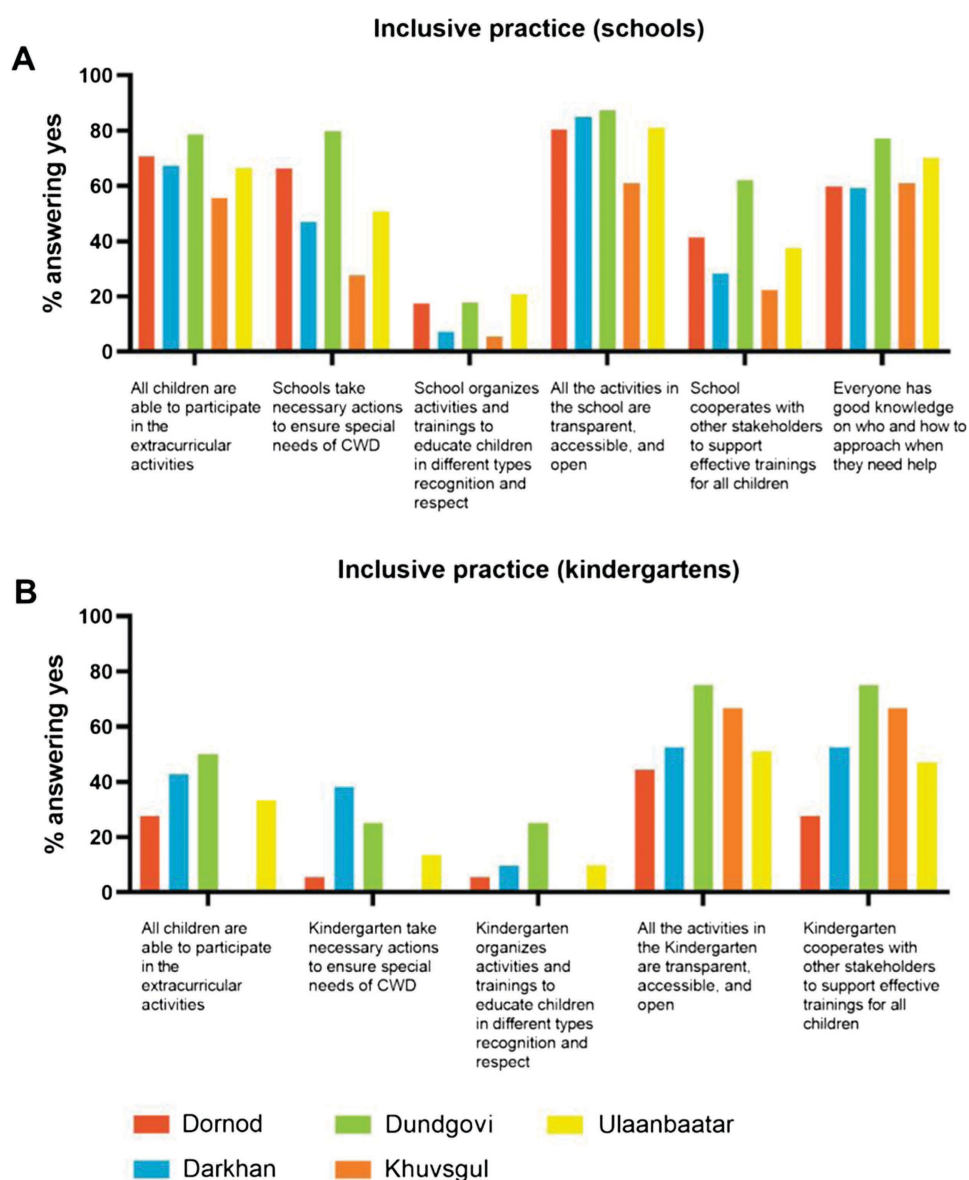 Inclusive practice (schools)
A
% answering yes
100
80
60
40
20
0
All children are
able to participate
in the
extracurricular
activities
Schools take
necessary actions
to ensure special
needs of CWD
School organizes
activities and
trainings to
educate children
in different types
recognition and
respect
All the activities in
the school are
transparent,
accessible, and
open
School
cooperates with
other stakeholders
to support
effective trainings
for all children
Everyone has
good knowledge
on who and how to
approach when
they need help
Inclusive practice (kindergartens)
B
% answering yes
100
80
60
40
20
0
All children are
able to participate
in the
extracurricular
activities
Kindergarten take
necessary actions
to ensure special
needs of CWD
Kindergarten
organizes
activities and
trainings to
educate children
in different types
recognition and
respect
All the activities in
the Kindergarten
are transparent,
accessible, and
open
Kindergarten
cooperates with
other stakeholders
to support effective
trainings for all
children
Dornod
Dundgovi
Ulaanbaatar
Darkhan
Khuvsgul